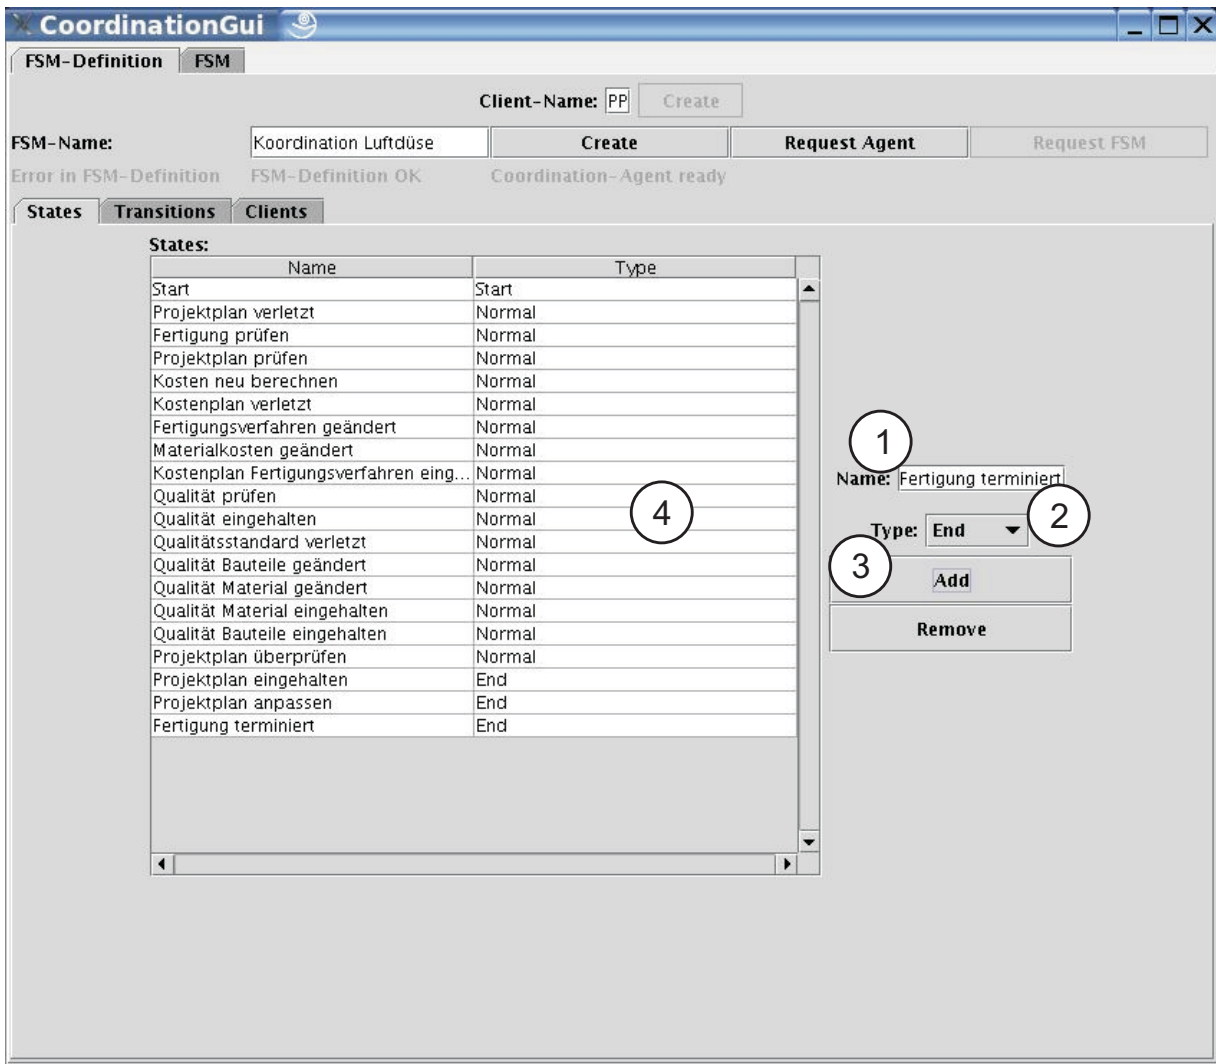 CoordinationGui
FSM-Definition FSM
Client-Name: PP Create
FSM-Name: Koordination Luftdüse Create Request Agent Request FSM
Error in FSM-Definition FSM-Definition OK Coordination-Agent ready
States Transitions Clients
States:
Name Type
Start Start
Projektplan verletzt Normal
Fertigung prüfen Normal
Projektplan prüfen Normal
Kosten neu berechnen Normal
Kostenplan verletzt Normal
Fertigungsverfahren geändert Normal
Materialkosten geändert Normal
Kostenplan Fertigungsverfahren eing... Normal
Qualität prüfen Normal
Qualität eingehalten Normal
Qualitätsstandard verletzt Normal
Qualität Bauteile geändert Normal
Qualität Material geändert Normal
Qualität Material eingehalten Normal
Qualität Bauteile eingehalten Normal
Projektplan überprüfen Normal
Projektplan eingehalten End
Projektplan anpassen End
Fertigung terminiert End
4
1
Name: Fertigung terminiert
2
Type: End
3
Add
Remove